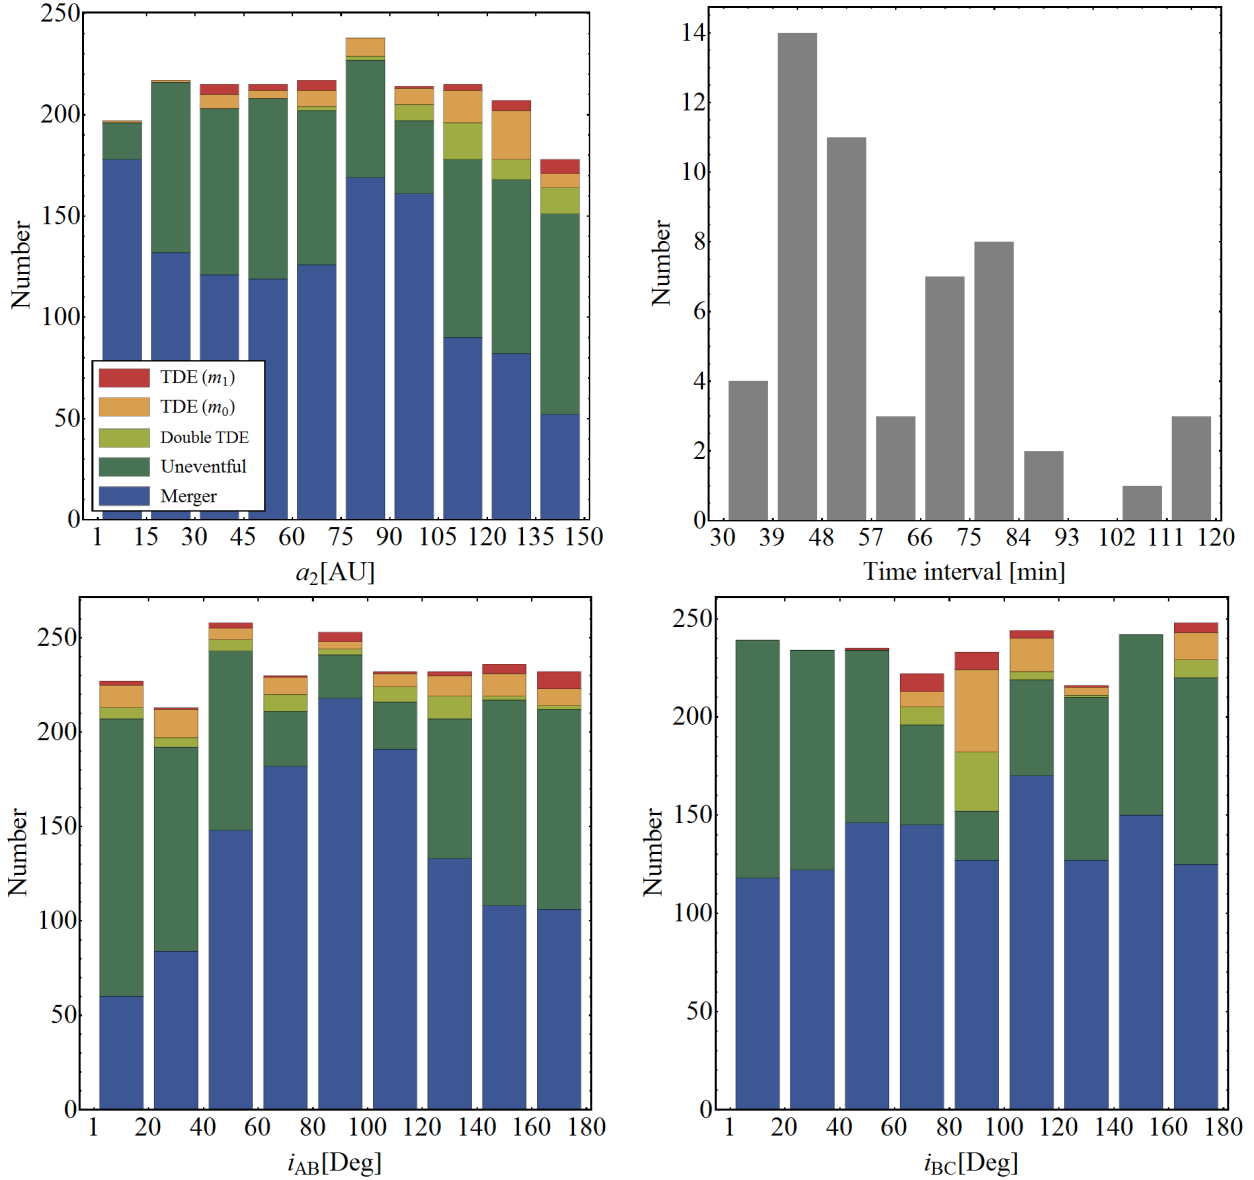 250
200
150
100
50
0
Number
TDE (m₁)
TDE (m₀)
Double TDE
Uneventful
Merger
1 15 30 45 60 75 90 105 120 135 150
a₂[AU]
14
12
10
8
6
4
2
0
Number
30 39 48 57 66 75 84 93 102 111 120
Time interval [min]
250
200
150
100
50
0
Number
1 20 40 60 80 100 120 140 160 180
i_AB[Deg]
250
200
150
100
50
0
Number
1 20 40 60 80 100 120 140 160 180
i_BC[Deg]